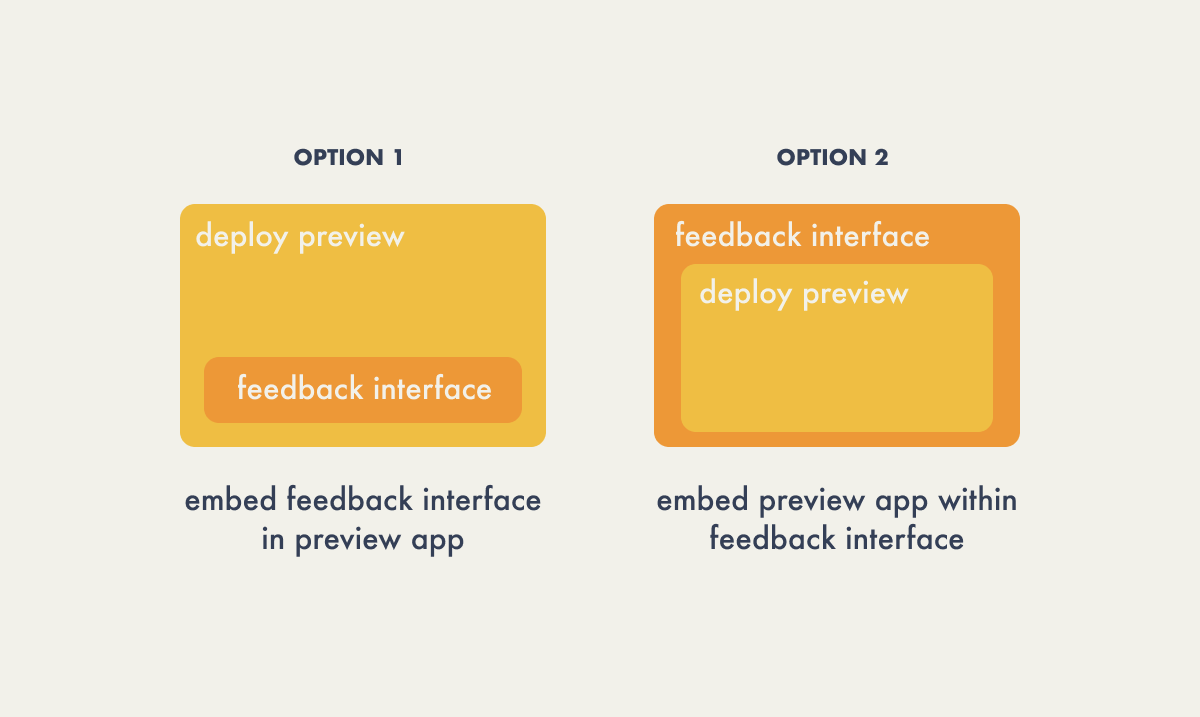 OPTION 1
deploy preview
feedback interface
embed feedback interface
in preview app
OPTION 2
feedback interface
deploy preview
embed preview app within
feedback interface